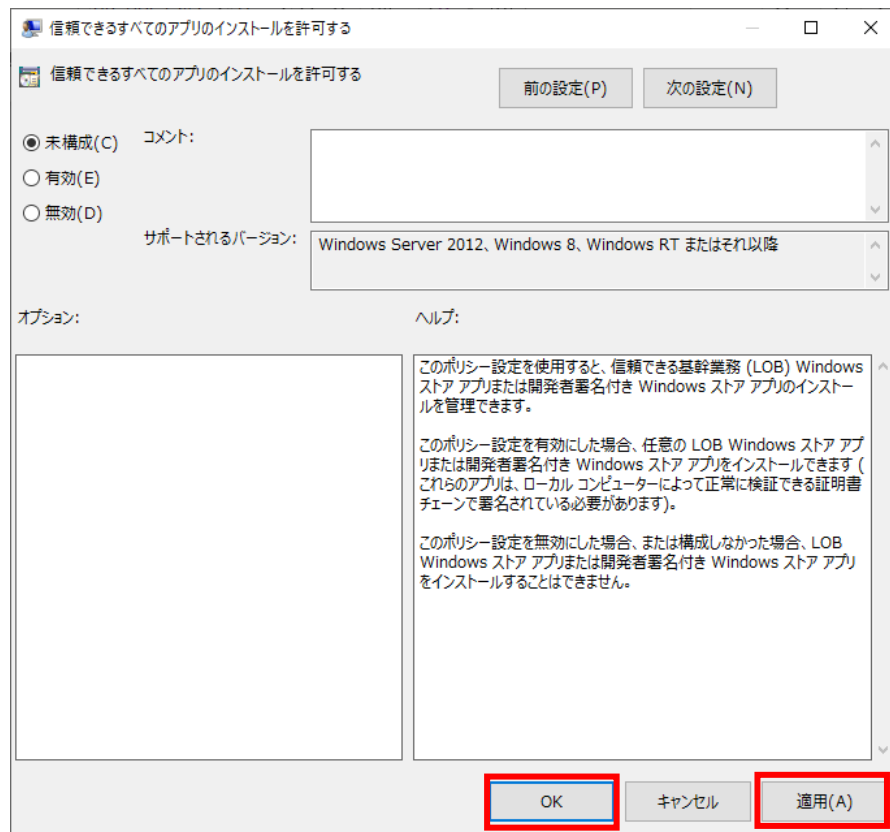 信頼できるすべてのアプリのインストールを許可する
信頼できるすべてのアプリのインストールを許可する
前の設定(P)
次の設定(N)
未構成(C)
有効(E)
無効(D)
コメント:
サポートされるバージョン:
Windows Server 2012、Windows 8、Windows RT またはそれ以降
オプション:
ヘルプ:
このポリシー設定を使用すると、信頼できる基幹業務 (LOB) Windows
ストア アプリまたは開発者署名付き Windows ストア アプリのインストー
ルを管理できます。
このポリシー設定を有効にした場合、任意の LOB Windows ストア アプ
リまたは開発者署名付き Windows ストア アプリをインストールできます (
これらのアプリは、ローカル コンピューターによって正常に検証できる証明書
チェーンで署名されている必要があります)。
このポリシー設定を無効にした場合、または構成しなかった場合、LOB
Windows ストア アプリまたは開発者署名付き Windows ストア アプリ
をインストールすることはできません。
OK
キャンセル
適用(A)